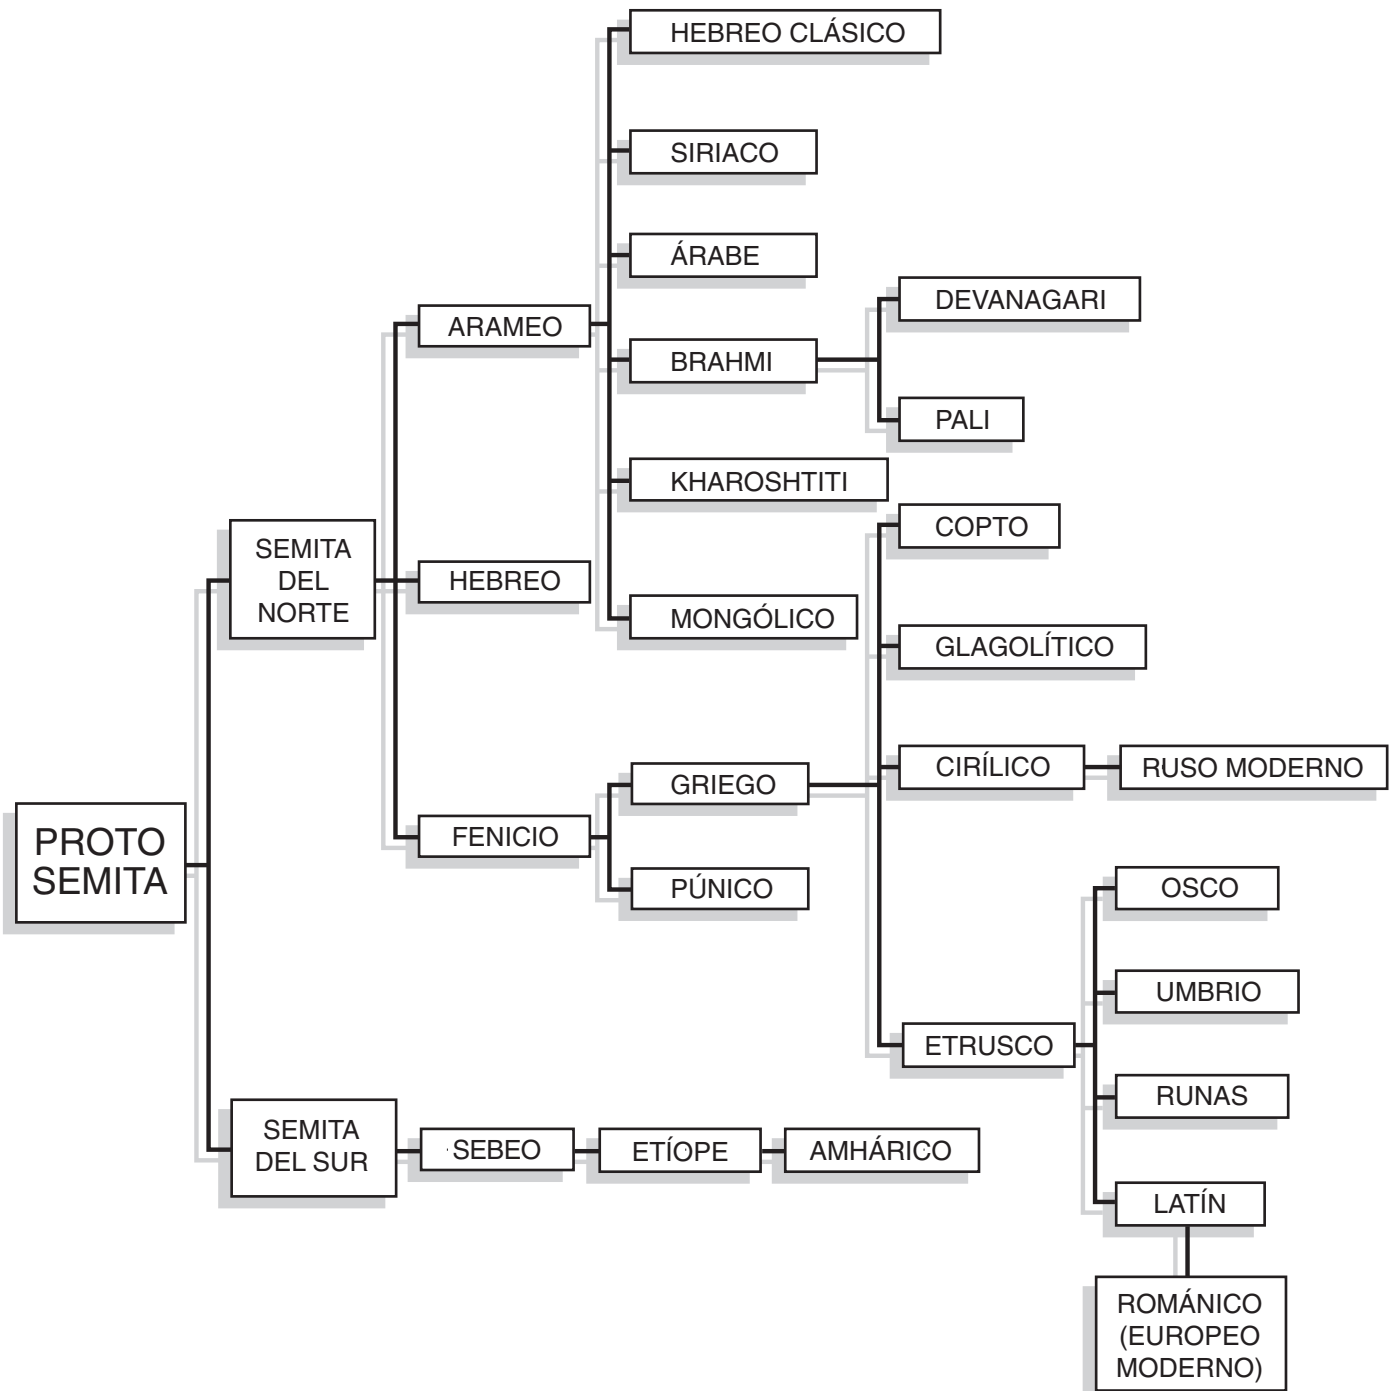 HEBREO CLÁSICO
SIRIACO
ÁRABE
DEVANAGARI
ARAMEO
BRAHMI
PALI
KHAROSHTITI
COPTO
SEMITA
DEL
NORTE
HEBREO
MONGÓLICO
GLAGOLÍTICO
CIRÍLICO
RUSO MODERNO
GRIEGO
FENICIO
PROTO
SEMITA
PÚNICO
OSCO
UMBRIO
ETRUSCO
RUNAS
SEMITA
DEL SUR
SEBEO
ETÍOPE
AMHÁRICO
LATÍN
ROMÁNICO
(EUROPEO
MODERNO)